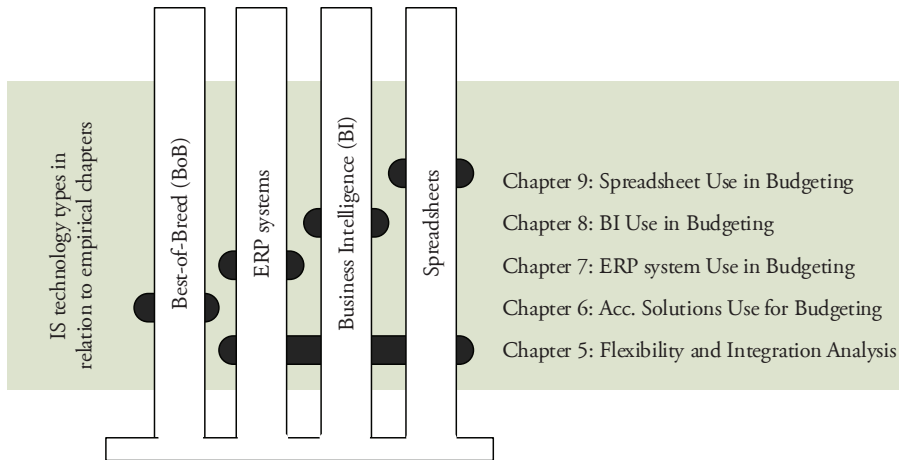 IS technology types in
relation to empirical chapters
Best-of-Breed (BoB)
ERP systems
Business Intelligence (BI)
Spreadsheets
Chapter 9: Spreadsheet Use in Budgeting
Chapter 8: BI Use in Budgeting
Chapter 7: ERP system Use in Budgeting
Chapter 6: Acc. Solutions Use for Budgeting
Chapter 5: Flexibility and Integration Analysis